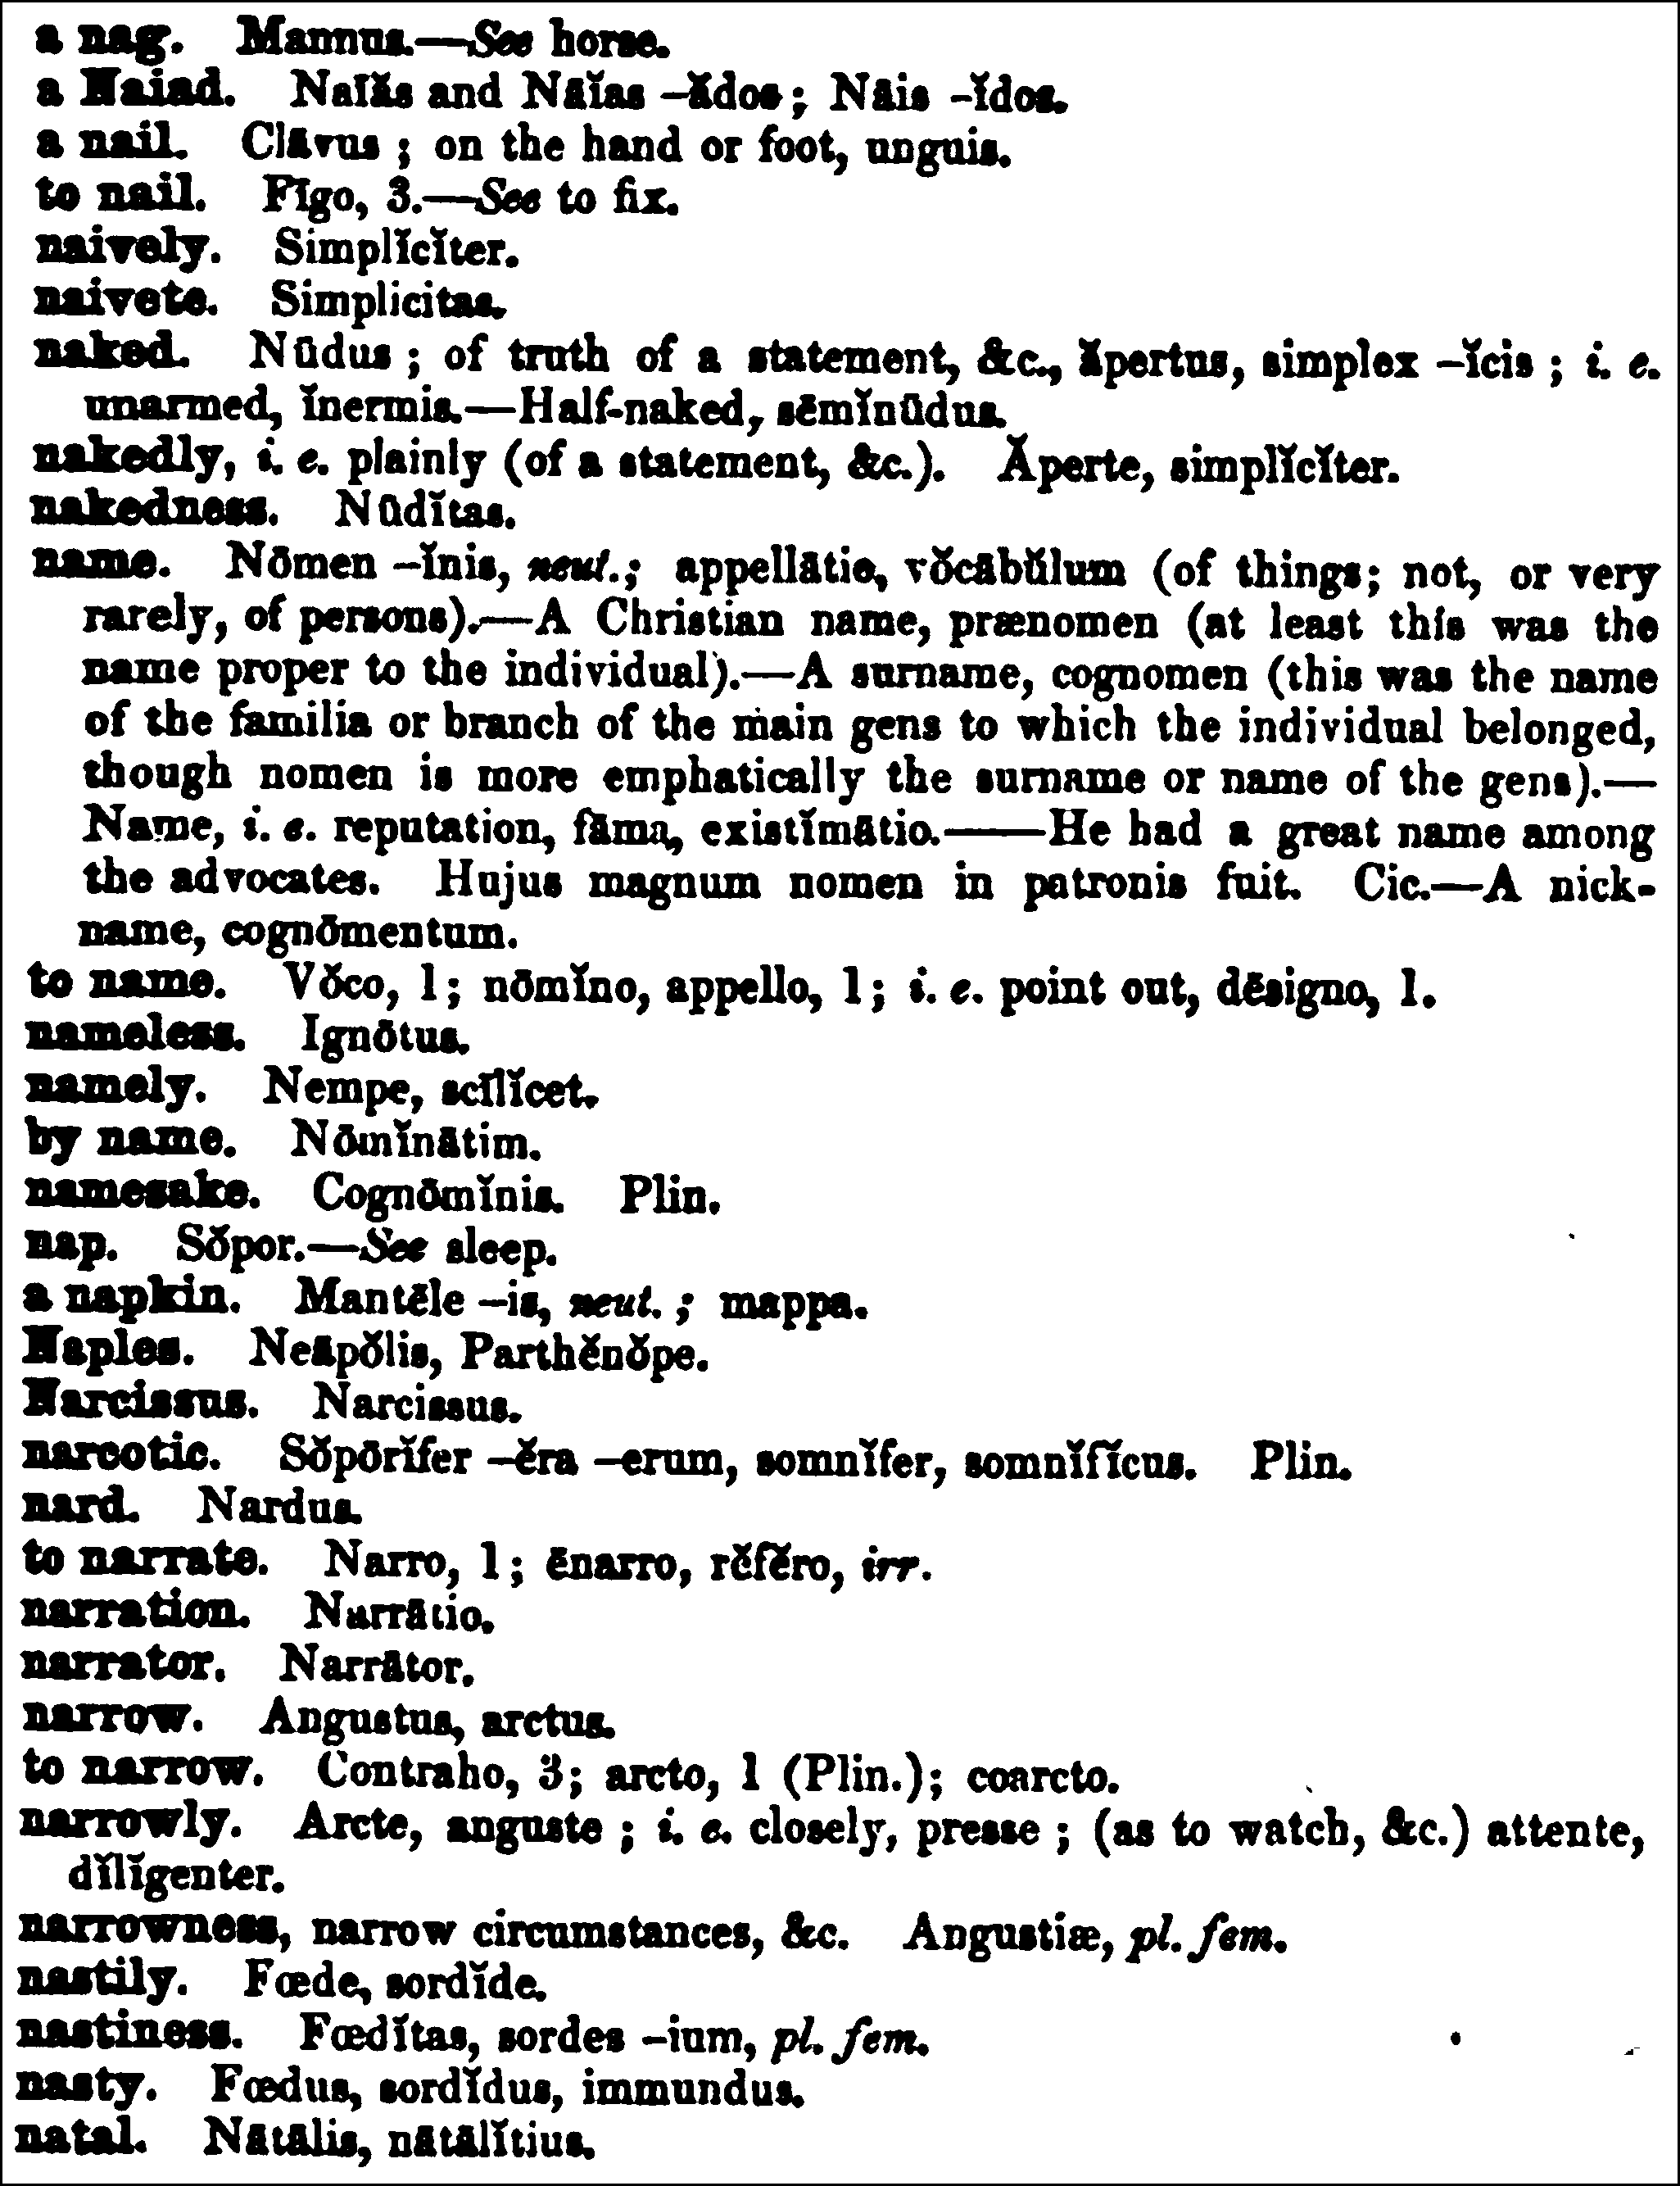 a nag. Mannus.—See horse.
a Naiad. Naĭăs and Nāĭas –ădos; Nāis –ĭdos.
a nail. Clāvus; on the hand or foot, unguis.
to nail. Fīgo, 3.—See to fix.
naively. Simplĭcĭter.
naivete. Simplicitas.
naked. Nūdus; of truth of a statement, &c., ăpertus, simplex –ĭcis; i. e.
unarmed, ĭnermis.—Half-naked, sēmĭnūdus.
nakedly, i. e. plainly (of a statement, &c.). Ăperte, simplĭcĭter.
nakedness. Nūdĭtas.
name. Nōmen –ĭnis, neut.; appellātio, vŏcābŭlum (of things; not, or very
rarely, of persons).—A Christian name, prænomen (at least this was the
name proper to the individual).—A surname, cognomen (this was the name
of the familia or branch of the main gens to which the individual belonged,
though nomen is more emphatically the surname or name of the gens).—
Name, i. e. reputation, fāma, existĭmātio.——He had a great name among
the advocates. Hujus magnum nomen in patronis fuit. Cic.—A nick-
name, cognōmentum.
to name. Vŏco, 1; nōmĭno, appello, 1; i. e. point out, dēsigno, 1.
nameless. Ignōtus.
namely. Nempe, scīlĭcet.
by name. Nōmĭnātim.
namesake. Cognōmĭnis. Plin.
nap. Sŏpor.—See sleep.
a napkin. Mantēle –is, neut.; mappa.
Naples. Neāpŏlis, Parthĕnŏpe.
Narcissus. Narcissus.
narcotic. Sŏpōrĭfer –ĕra –erum, somnĭfer, somnĭfĭcus. Plin.
nard. Nardus.
to narrate. Narro, 1; ēnarro, rĕfĕro, irr.
narration. Narrātio.
narrator. Narrātor.
narrow. Angustus, arctus.
to narrow. Contraho, 3; arcto, 1 (Plin.); coarcto.
narrowly. Arcte, anguste; i. e. closely, presse; (as to watch, &c.) attente,
dīlĭgenter.
narrowness, narrow circumstances, &c. Angustiæ, pl. fem.
nastily. Fœde, sordĭde.
nastiness. Fœdĭtas, sordes –ium, pl. fem.
nasty. Fœdus, sordĭdus, immundus.
natal. Nātālis, nātālĭtius.